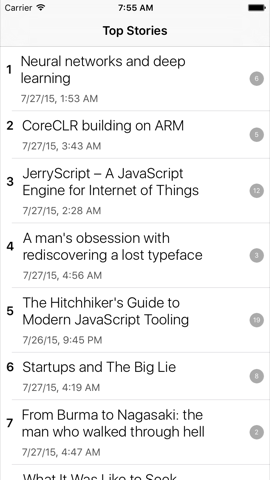 Carrier 7:55 AM
Top Stories
1 Neural networks and deep
learning
7/27/15, 1:53 AM
6
2 CoreCLR building on ARM
7/27/15, 3:43 AM
5
3 JerryScript – A JavaScript
Engine for Internet of Things
7/27/15, 2:28 AM
12
4 A man's obsession with
rediscovering a lost typeface
7/27/15, 4:56 AM
3
5 The Hitchhiker's Guide to
Modern JavaScript Tooling
7/26/15, 9:45 PM
19
6 Startups and The Big Lie
7/27/15, 4:19 AM
8
7 From Burma to Nagasaki: the
man who walked through hell
7/27/15, 4:47 AM
2
What It Was Like to Seek